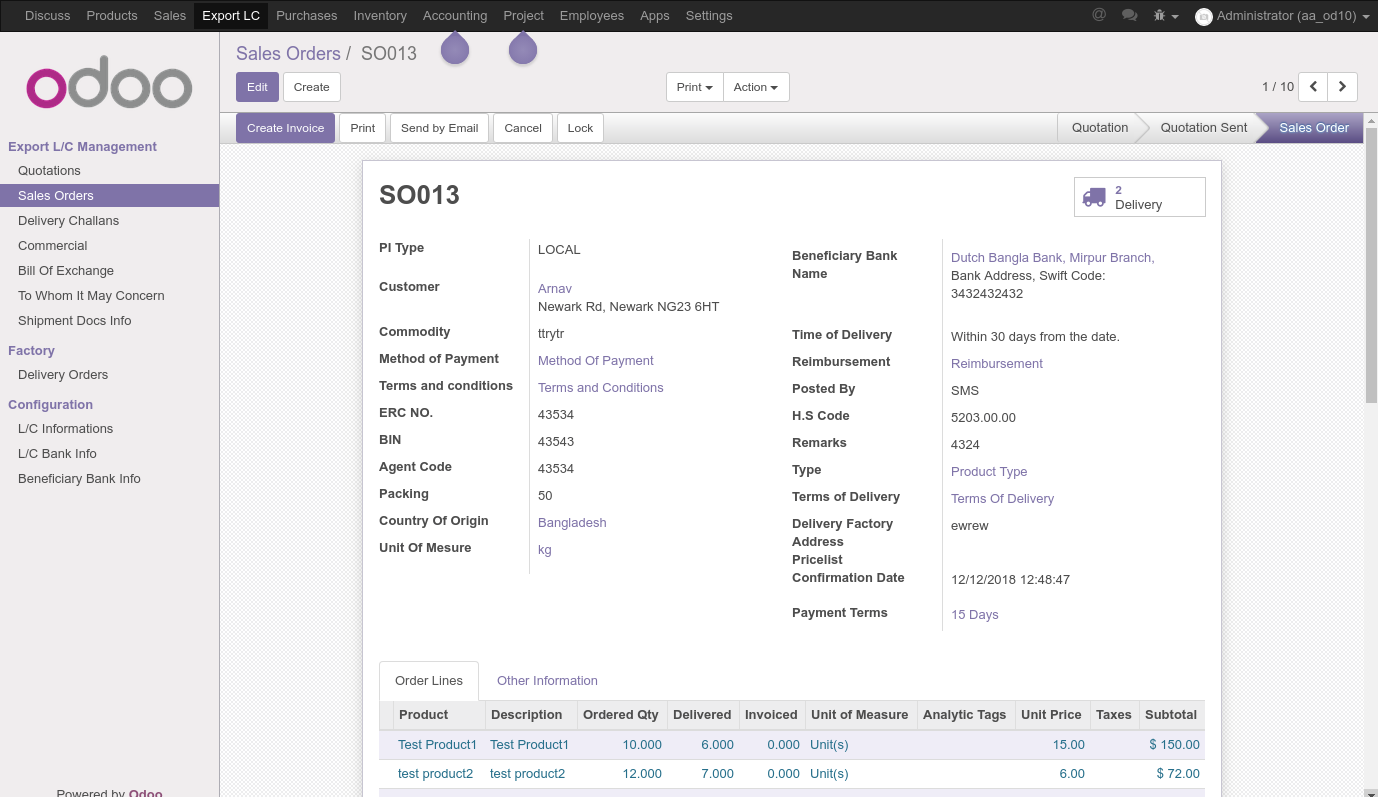 Discuss Products Sales Export LC Purchases Inventory Accounting Project Employees Apps Settings @ Administrator (aa_od10)
odoo
Sales Orders / SO013
Edit Create Print Action 1 / 10
Create Invoice Print Send by Email Cancel Lock Quotation Quotation Sent Sales Order
Export L/C Management
Quotations
Sales Orders
Delivery Challans
Commercial
Bill Of Exchange
To Whom It May Concern
Shipment Docs Info
Factory
Delivery Orders
Configuration
L/C Informations
L/C Bank Info
Beneficiary Bank Info
Powered by Odoo
SO013
2
Delivery
PI Type LOCAL
Customer Arnav
Newark Rd, Newark NG23 6HT
Commodity ttrytr
Method of Payment Method Of Payment
Terms and conditions Terms and Conditions
ERC NO. 43534
BIN 43543
Agent Code 43534
Packing 50
Country Of Origin Bangladesh
Unit Of Mesure kg
Beneficiary Bank Dutch Bangla Bank, Mirpur Branch,
Name Bank Address, Swift Code:
3432432432
Time of Delivery Within 30 days from the date.
Reimbursement Reimbursement
Posted By SMS
H.S Code 5203.00.00
Remarks 4324
Type Product Type
Terms of Delivery Terms Of Delivery
Delivery Factory ewrew
Address
Pricelist
Confirmation Date 12/12/2018 12:48:47
Payment Terms 15 Days
Order Lines Other Information
Product Description Ordered Qty Delivered Invoiced Unit of Measure Analytic Tags Unit Price Taxes Subtotal
Test Product1 Test Product1 10.000 6.000 0.000 Unit(s) 15.00 $ 150.00
test product2 test product2 12.000 7.000 0.000 Unit(s) 6.00 $ 72.00